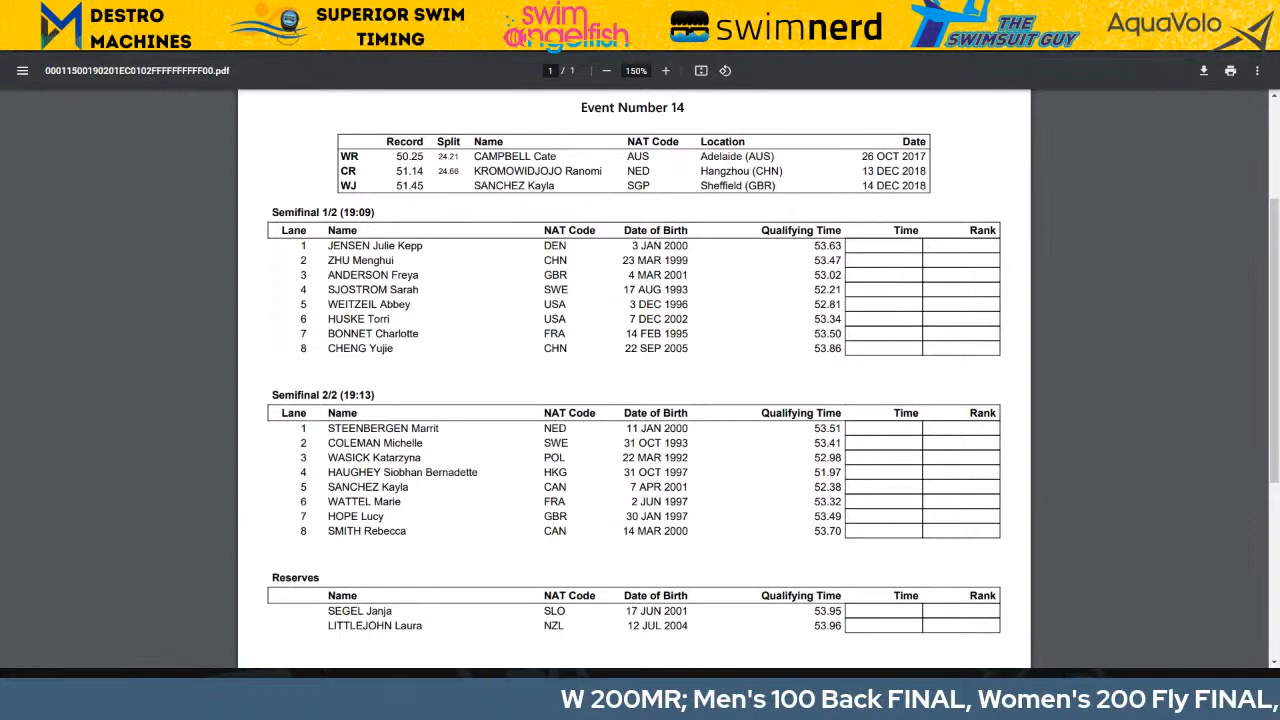 DESTRO
MACHINES
SUPERIOR SWIM
TIMING
swim
angelfish
swimnerd
THE
SWIMSUIT GUY
AquaVolo
00011500190201EC0102FFFFFFFFFF00.pdf
1 / 1
150%
Event Number 14
Record Split Name NAT Code Location Date
WR 50.25 24.21 CAMPBELL Cate AUS Adelaide (AUS) 26 OCT 2017
CR 51.14 24.66 KROMOWIDJOJO Ranomi NED Hangzhou (CHN) 13 DEC 2018
WJ 51.45 SANCHEZ Kayla SGP Sheffield (GBR) 14 DEC 2018
Semifinal 1/2 (19:09)
Lane Name NAT Code Date of Birth Qualifying Time Time Rank
1 JENSEN Julie Kepp DEN 3 JAN 2000 53.63
2 ZHU Menghui CHN 23 MAR 1999 53.47
3 ANDERSON Freya GBR 4 MAR 2001 53.02
4 SJOSTROM Sarah SWE 17 AUG 1993 52.21
5 WEITZEIL Abbey USA 3 DEC 1996 52.81
6 HUSKE Torri USA 7 DEC 2002 53.34
7 BONNET Charlotte FRA 14 FEB 1995 53.50
8 CHENG Yujie CHN 22 SEP 2005 53.86
Semifinal 2/2 (19:13)
Lane Name NAT Code Date of Birth Qualifying Time Time Rank
1 STEENBERGEN Marrit NED 11 JAN 2000 53.51
2 COLEMAN Michelle SWE 31 OCT 1993 53.41
3 WASICK Katarzyna POL 22 MAR 1992 52.98
4 HAUGHEY Siobhan Bernadette HKG 31 OCT 1997 51.97
5 SANCHEZ Kayla CAN 7 APR 2001 52.38
6 WATTEL Marie FRA 2 JUN 1997 53.32
7 HOPE Lucy GBR 30 JAN 1997 53.49
8 SMITH Rebecca CAN 14 MAR 2000 53.70
Reserves
Name NAT Code Date of Birth Qualifying Time Time Rank
SEGEL Janja SLO 17 JUN 2001 53.95
LITTLEJOHN Laura NZL 12 JUL 2004 53.96
W 200MR; Men's 100 Back FINAL, Women's 200 Fly FINAL,